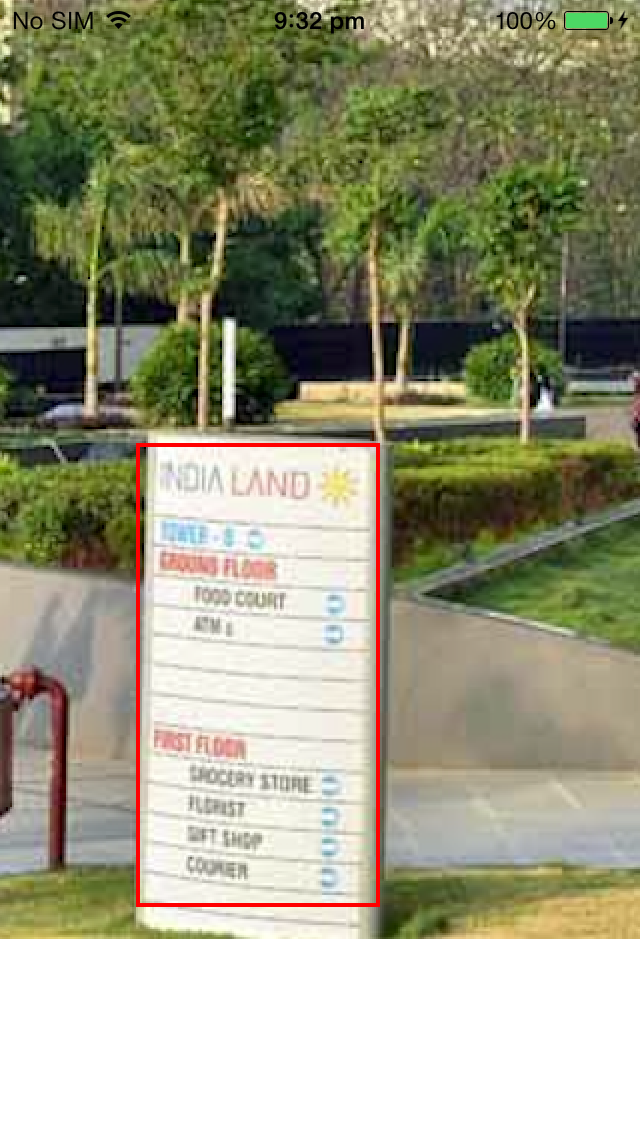 No SIM 9:32 pm 100%
INDIA LAND
TOWER - B
GROUND FLOOR
FOOD COURT
ATM s
FIRST FLOOR
GROCERY STORE
FLORIST
GIFT SHOP
COURIER